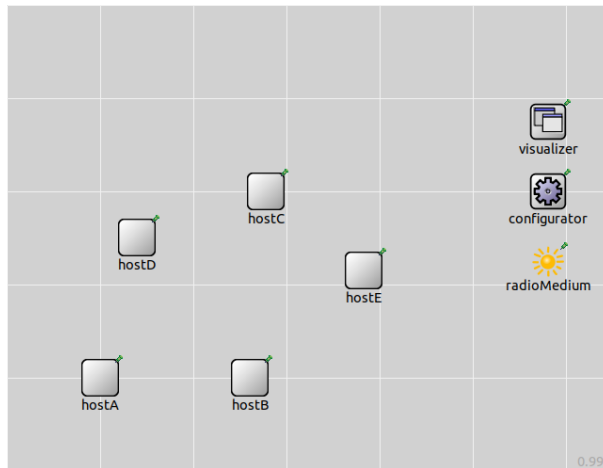 visualizer
hostC
configurator
hostD
hostE
radioMedium
hostA
hostB
0.99